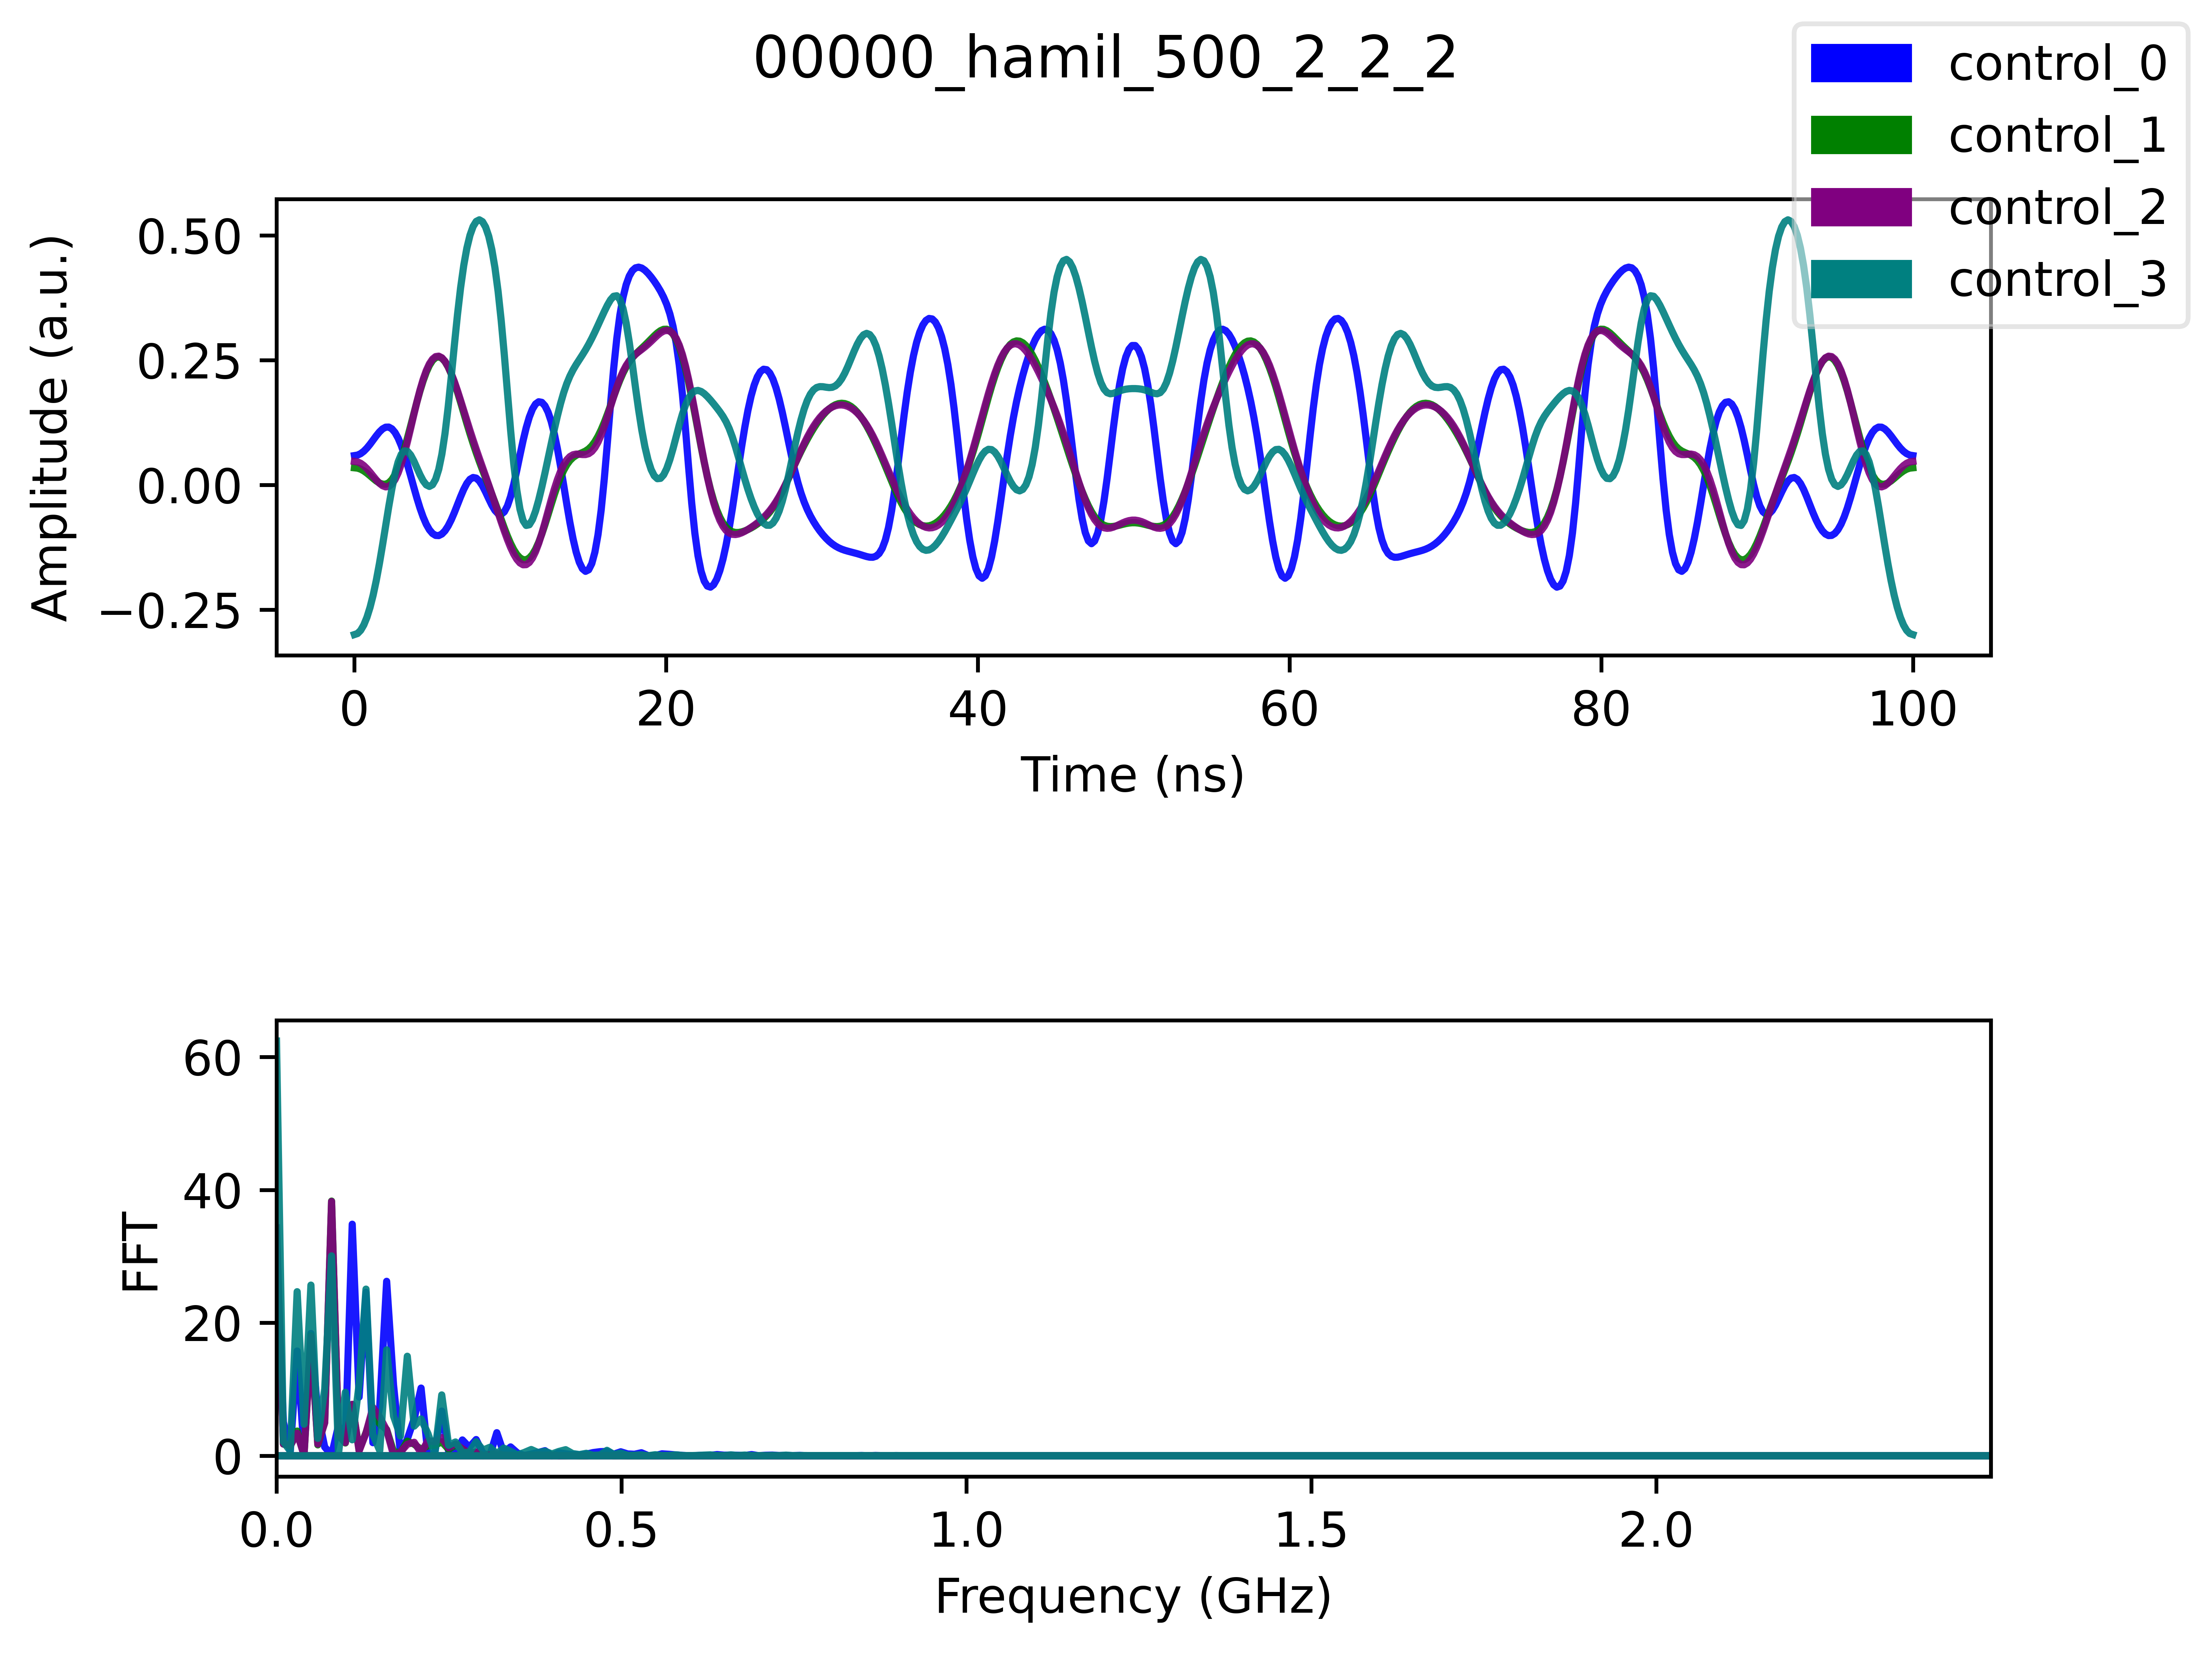 00000_hamil_500_2_2_2
control_0
control_1
control_2
control_3
Amplitude (a.u.)
0.50
0.25
0.00
−0.25
0 20 40 60 80 100
Time (ns)
FFT
60
40
20
0
0.0 0.5 1.0 1.5 2.0
Frequency (GHz)